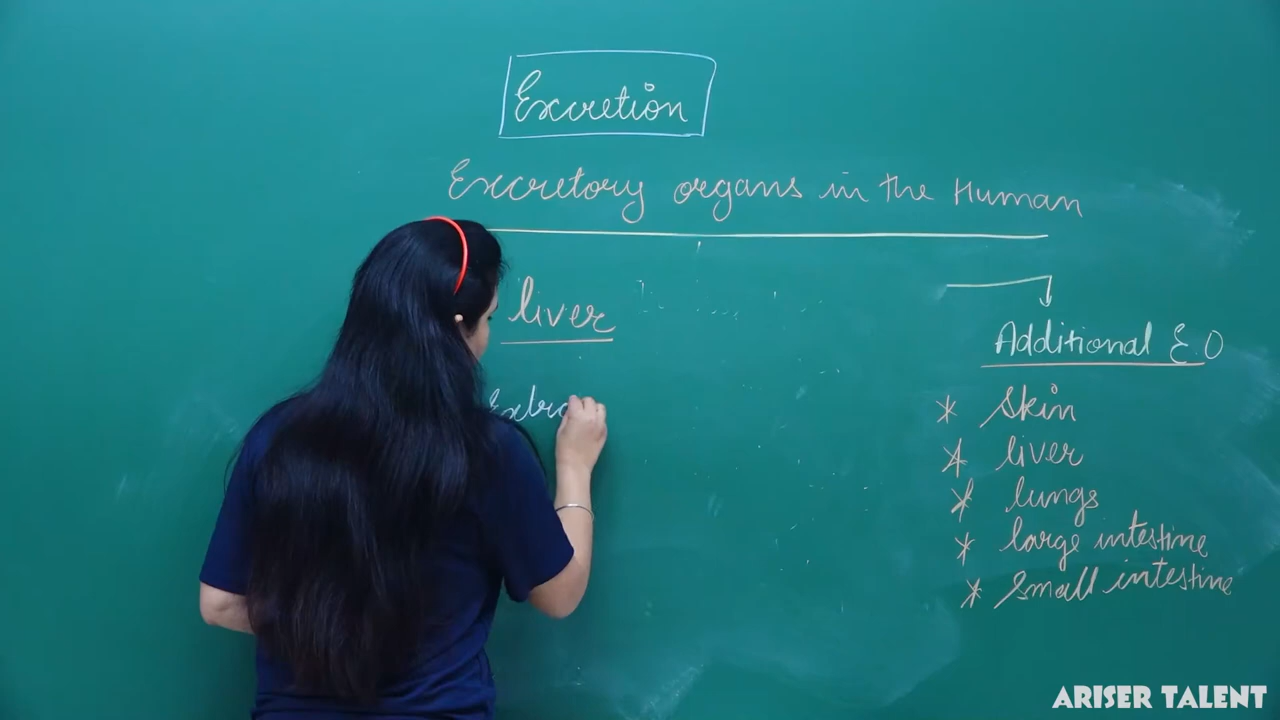 Excretion
Excretory organs in the Human
liver
Additional E.O
* Skin
* liver
* lungs
* large intestine
* small intestine
ARISER TALENT